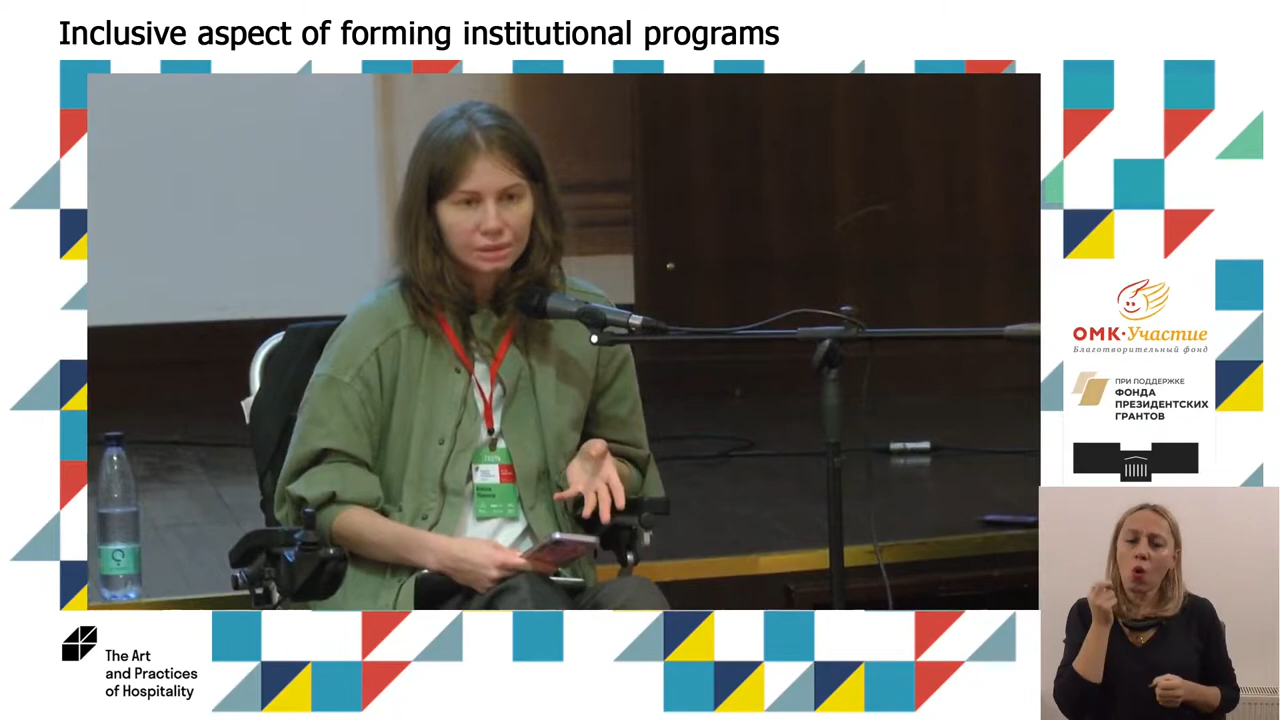 Inclusive aspect of forming institutional programs
ОМК·Участие
Благотворительный фонд
ПРИ ПОДДЕРЖКЕ
ФОНДА
ПРЕЗИДЕНТСКИХ
ГРАНТОВ
The Art
and Practices
of Hospitality